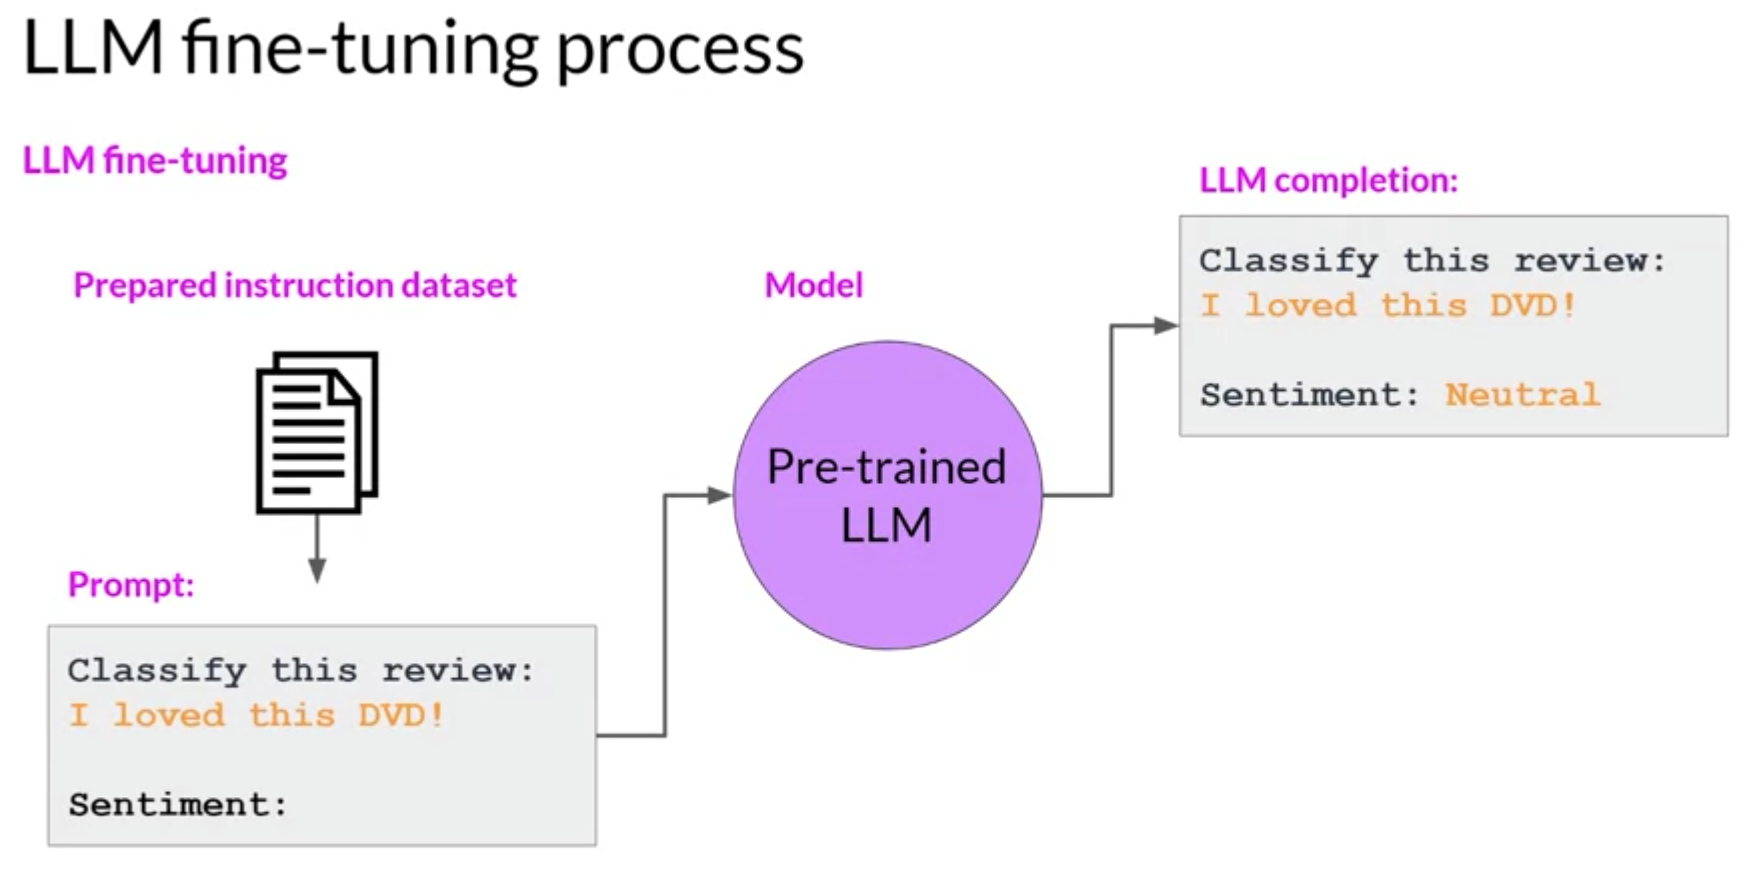 LLM fine-tuning process
LLM fine-tuning
Prepared instruction dataset
Prompt:
Classify this review:
I loved this DVD!
Sentiment:
Model
Pre-trained
LLM
LLM completion:
Classify this review:
I loved this DVD!
Sentiment: Neutral